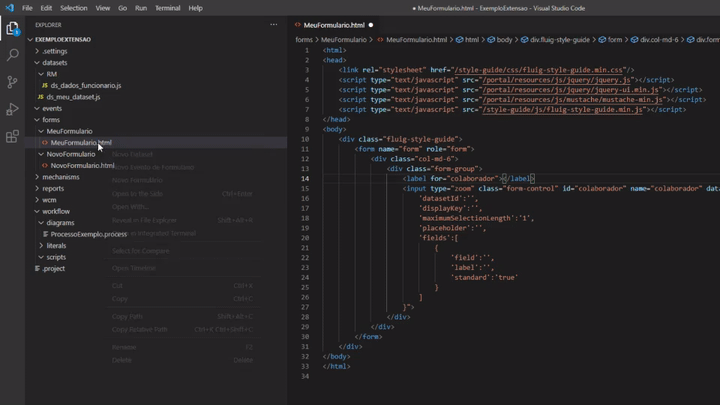 File Edit Selection View Go Run Terminal Help
● MeuFormulario.html - ExemploExtensao - Visual Studio Code
EXPLORER
EXEMPLOEXTENSAO
.settings
datasets
RM
JS ds_dados_funcionario.js
JS ds_meu_dataset.js
events
forms
MeuFormulario
<> MeuFormulario.html
NovoFormulario
<> NovoFormulario.html
mechanisms
reports
wcm
workflow
diagrams
ProcessoExemplo.process
literals
scripts
.project
Novo Dataset
Novo Evento de Formulario
Novo Formulário
Open to the Side Ctrl+Enter
Open With...
Reveal in File Explorer Shift+Alt+R
Open in Integrated Terminal
Select for Compare
Open Timeline
Cut Ctrl+X
Copy Ctrl+C
Copy Path Shift+Alt+C
Copy Relative Path Ctrl+K Ctrl+Shift+C
Rename F2
Delete Delete
<> MeuFormulario.html ●
forms > MeuFormulario > <> MeuFormulario.html > html > body > div.fluig-style-guide > form > div.col-md-6 > div.fo
1 <html>
2 <head>
3 <link rel="stylesheet" href="/style-guide/css/fluig-style-guide.min.css"/>
4 <script type="text/javascript" src="/portal/resources/js/jquery/jquery.js"></script>
5 <script type="text/javascript" src="/portal/resources/js/jquery/jquery-ui.min.js"></script>
6 <script type="text/javascript" src="/portal/resources/js/mustache/mustache-min.js"></script>
7 <script type="text/javascript" src="/style-guide/js/fluig-style-guide.min.js"></script>
8 </head>
9 <body>
10 <div class="fluig-style-guide">
11 <form name="form" role="form">
12 <div class="col-md-6">
13 <div class="form-group">
14 <label for="colaborador"></label>
15 <input type="zoom" class="form-control" id="colaborador" name="colaborador" data
16 'datasetId':'',
17 'displayKey':'',
18 'maximumSelectionLength':'1',
19 'placeholder':'',
20 'fields':[
21 {
22 'field':'',
23 'label':'',
24 'standard':'true'
25 }
26 ]
27 }">
28 </div>
29 </div>
30 </form>
31 </div>
32 </body>
33 </html>
34